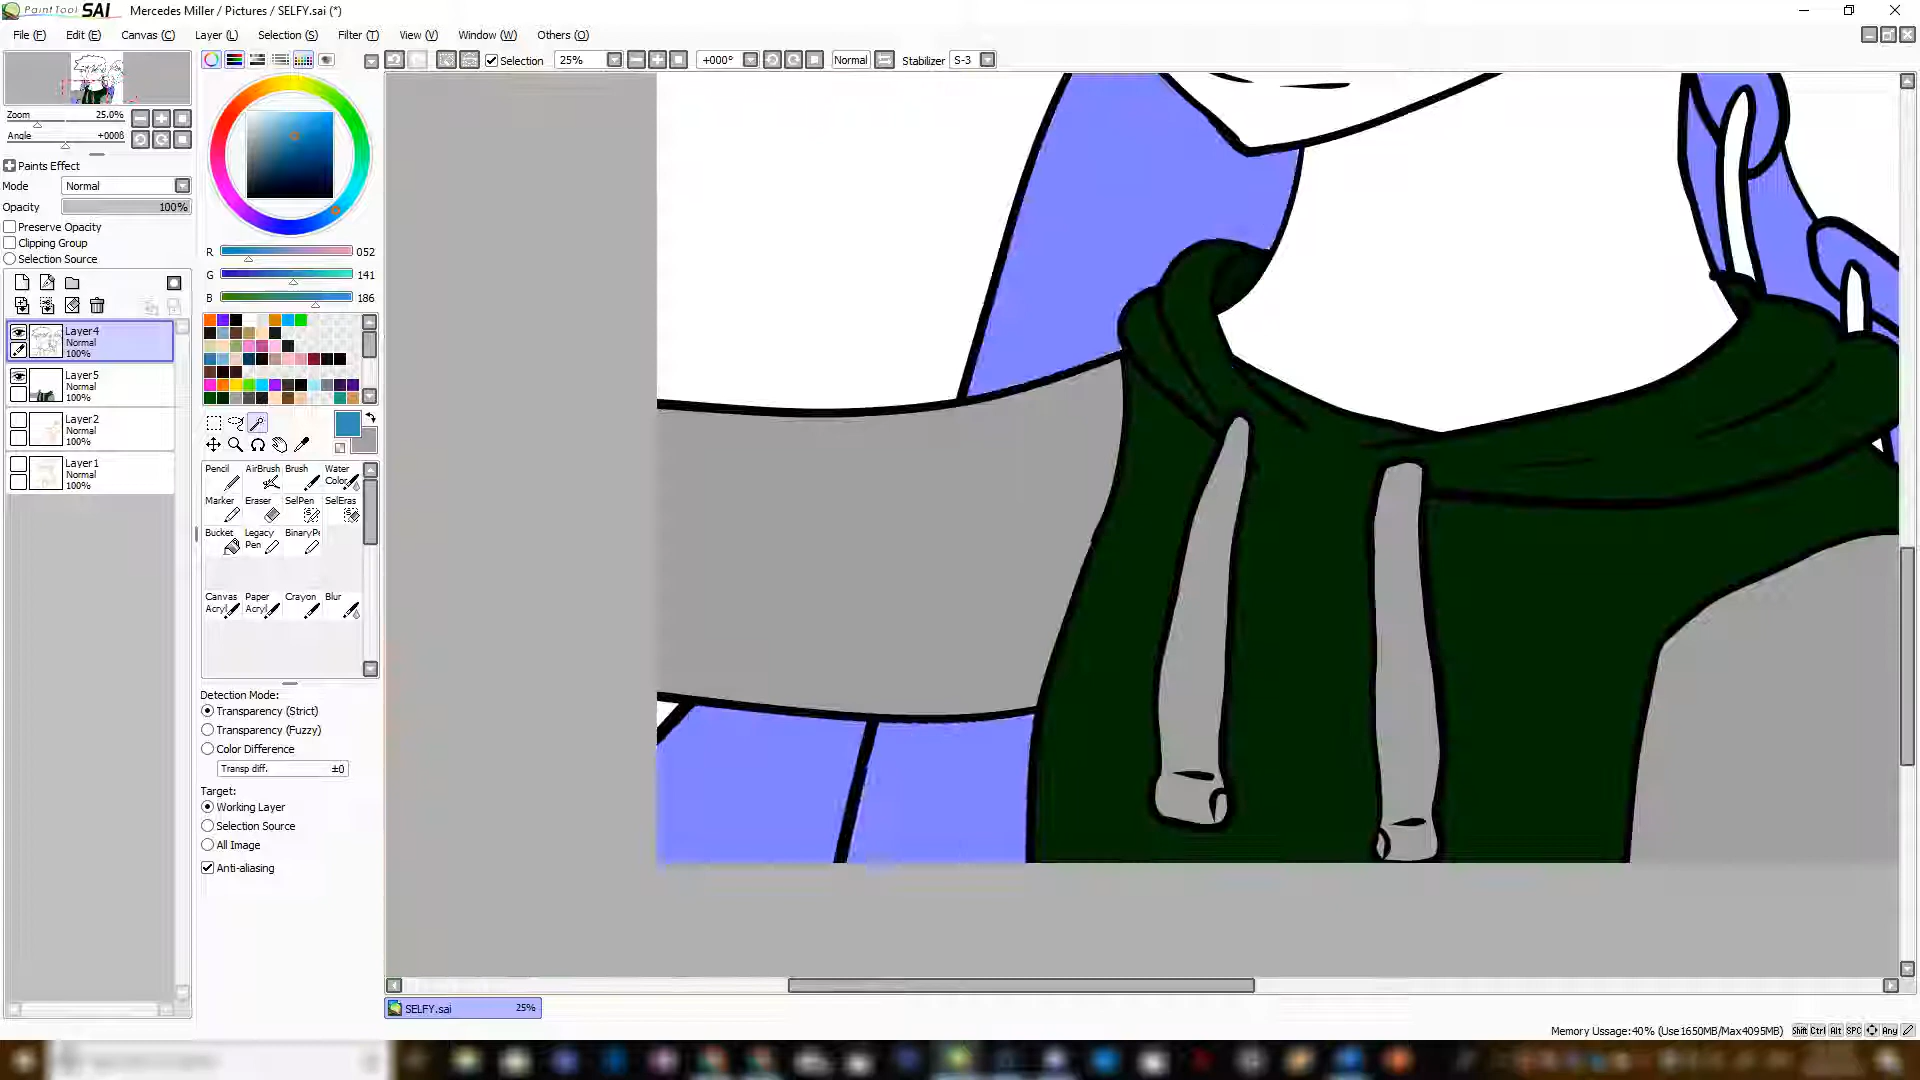 PaintTool SAI Mercedes Miller / Pictures / SELFY.sai (*)
File (F) Edit (E) Canvas (C) Layer (L) Selection (S) Filter (T) View (V) Window (W) Others (O)
Selection 25% +000° Normal Stabilizer S-3
Zoom 25.0%
Angle +000ß
Paints Effect
Mode Normal
Opacity 100%
Preserve Opacity
Clipping Group
Selection Source
Layer4
Normal
100%
Layer5
Normal
100%
Layer2
Normal
100%
Layer1
Normal
100%
R 052
G 141
B 186
Pencil AirBrush Brush Water Color
Marker Eraser SelPen SelEras
Bucket Legacy Pen BinaryPe
Canvas Acryl Paper Acryl Crayon Blur
Detection Mode:
Transparency (Strict)
Transparency (Fuzzy)
Color Difference
Transp diff. ±0
Target:
Working Layer
Selection Source
All Image
Anti-aliasing
SELFY.sai 25%
Memory Ussage:40% (Use1650MB/Max4095MB) Shift Ctrl Alt SPC Any